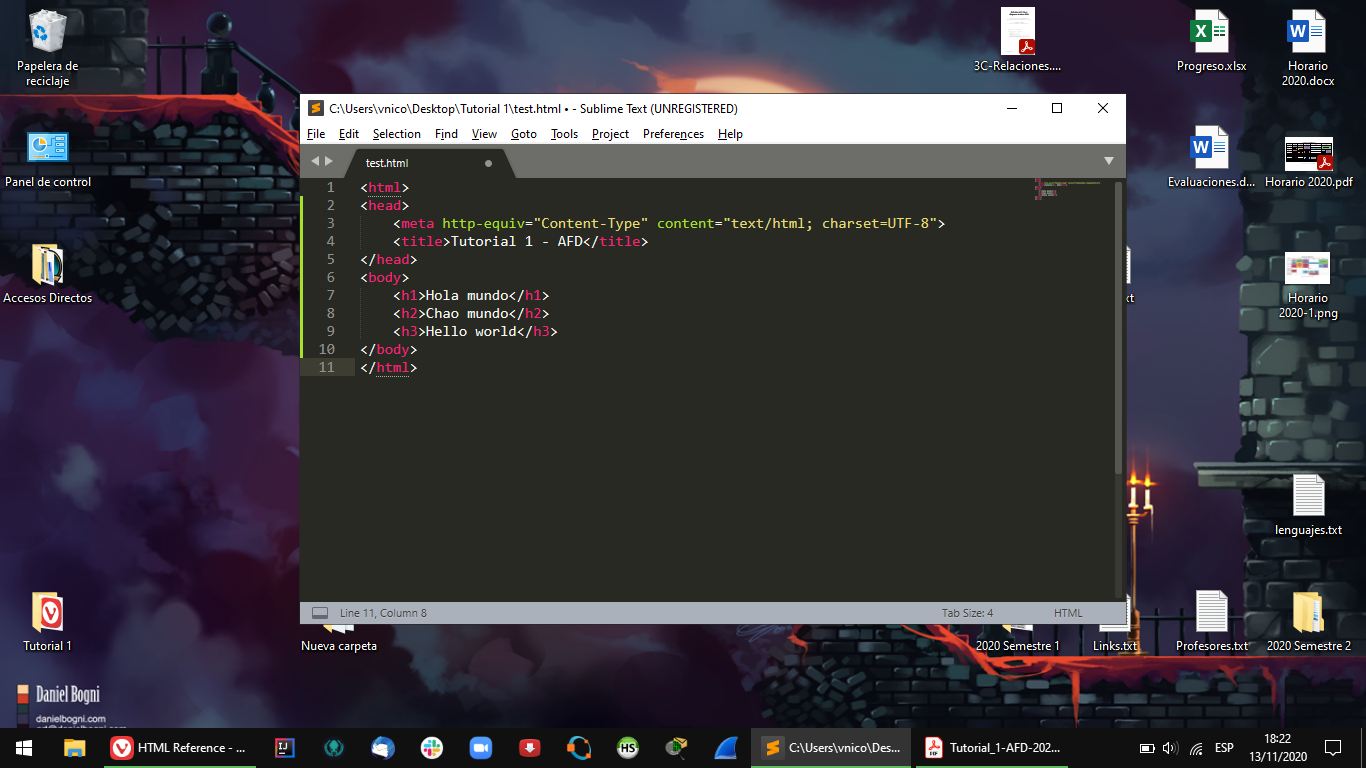 Papelera de
reciclaje
3C-Relaciones....
Progreso.xlsx
Horario
2020.docx
C:\Users\vnico\Desktop\Tutorial 1\test.html • - Sublime Text (UNREGISTERED)
File Edit Selection Find View Goto Tools Project Preferences Help
test.html
Panel de control
Evaluaciones.d...
Horario 2020.pdf
1 <html>
2 <head>
3 <meta http-equiv="Content-Type" content="text/html; charset=UTF-8">
4 <title>Tutorial 1 - AFD</title>
5 </head>
6 <body>
7 <h1>Hola mundo</h1>
8 <h2>Chao mundo</h2>
9 <h3>Hello world</h3>
10 </body>
11 </html>
Accesos Directos
xt
Horario
2020-1.png
lenguajes.txt
Line 11, Column 8
Tab Size: 4
HTML
Tutorial 1
Nueva carpeta
2020 Semestre 1
Links.txt
Profesores.txt
2020 Semestre 2
Daniel Bogni
danielbogni.com
HTML Reference - ...
IJ
HS
C:\Users\vnico\Des...
Tutorial_1-AFD-202...
ESP
18:22
13/11/2020